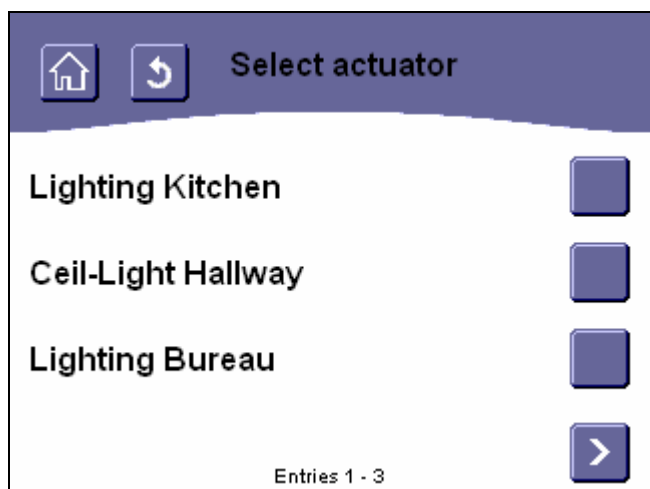 Select actuator
Lighting Kitchen
Ceil-Light Hallway
Lighting Bureau
Entries 1 - 3